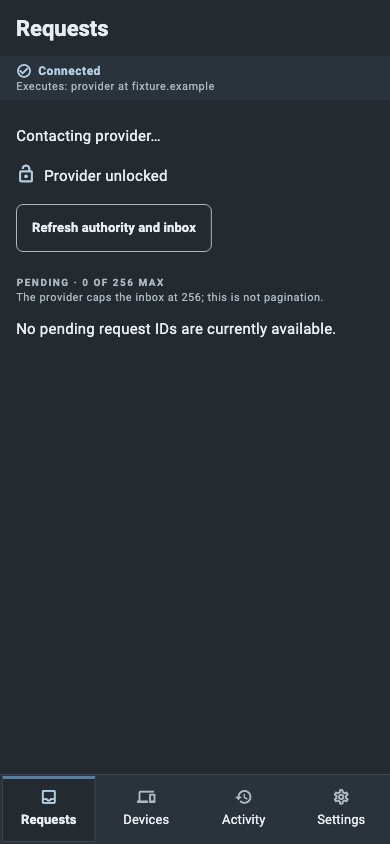 Requests
Connected
Executes: provider at fixture.example
Contacting provider…
Provider unlocked
Refresh authority and inbox
PENDING · 0 OF 256 MAX
The provider caps the inbox at 256; this is not pagination.
No pending request IDs are currently available.
Requests Devices Activity Settings